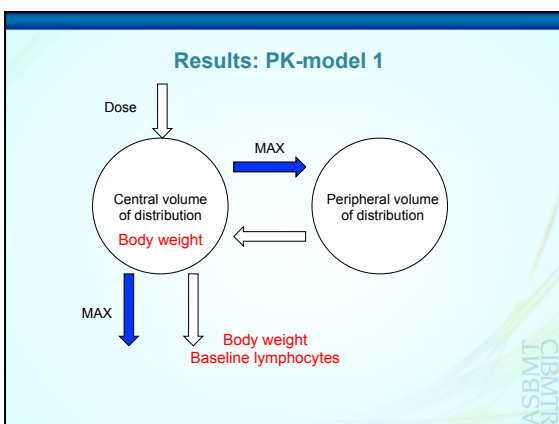 Results: PK-model 1
Dose
MAX
Central volume
of distribution
Body weight
Peripheral volume
of distribution
MAX
Body weight
Baseline lymphocytes
ASBMT
CIBMTR